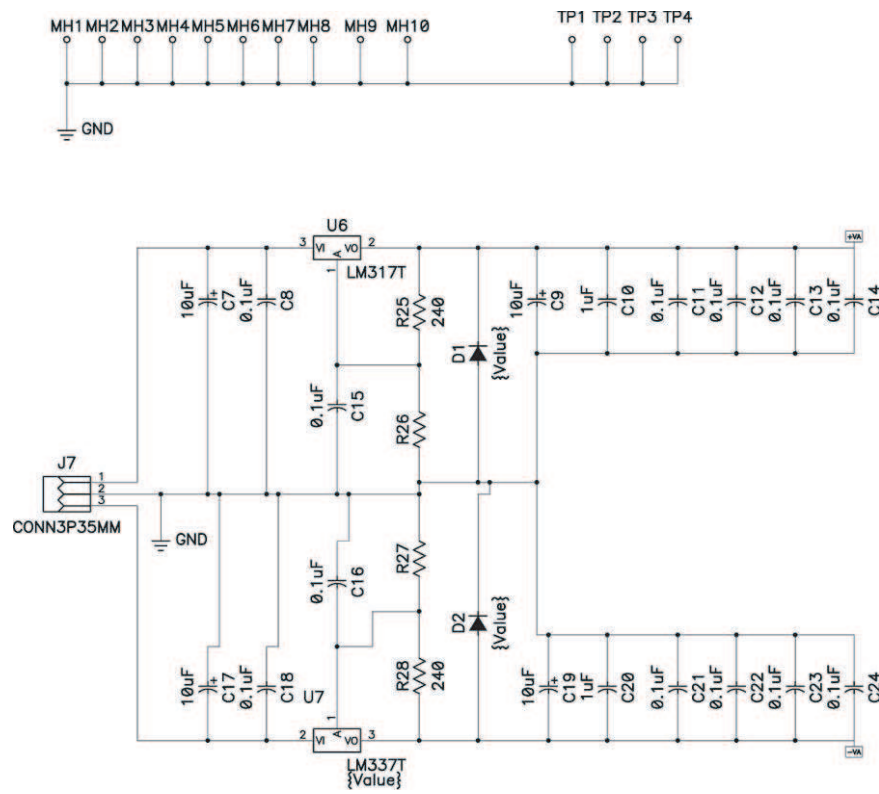 MH1 MH2 MH3 MH4 MH5 MH6 MH7 MH8 MH9 MH10 TP1 TP2 TP3 TP4
GND
U6
3 VI VO 2
A
1
LM317T
+VA
10uF + C7
0.1uF C8
R25 240
10uF + C9
1uF C10
0.1uF C11
0.1uF C12
0.1uF C13
0.1uF C14
D1 {Value}
0.1uF C15
R26
J7
1
2
3
CONN3P35MM
GND
0.1uF C16
R27
D2 {Value}
10uF + C17
0.1uF C18
R28 240
10uF + C19
1uF C20
0.1uF C21
0.1uF C22
0.1uF C23
0.1uF C24
U7
1
A
2 VI VO 3
LM337T
{Value}
-VA